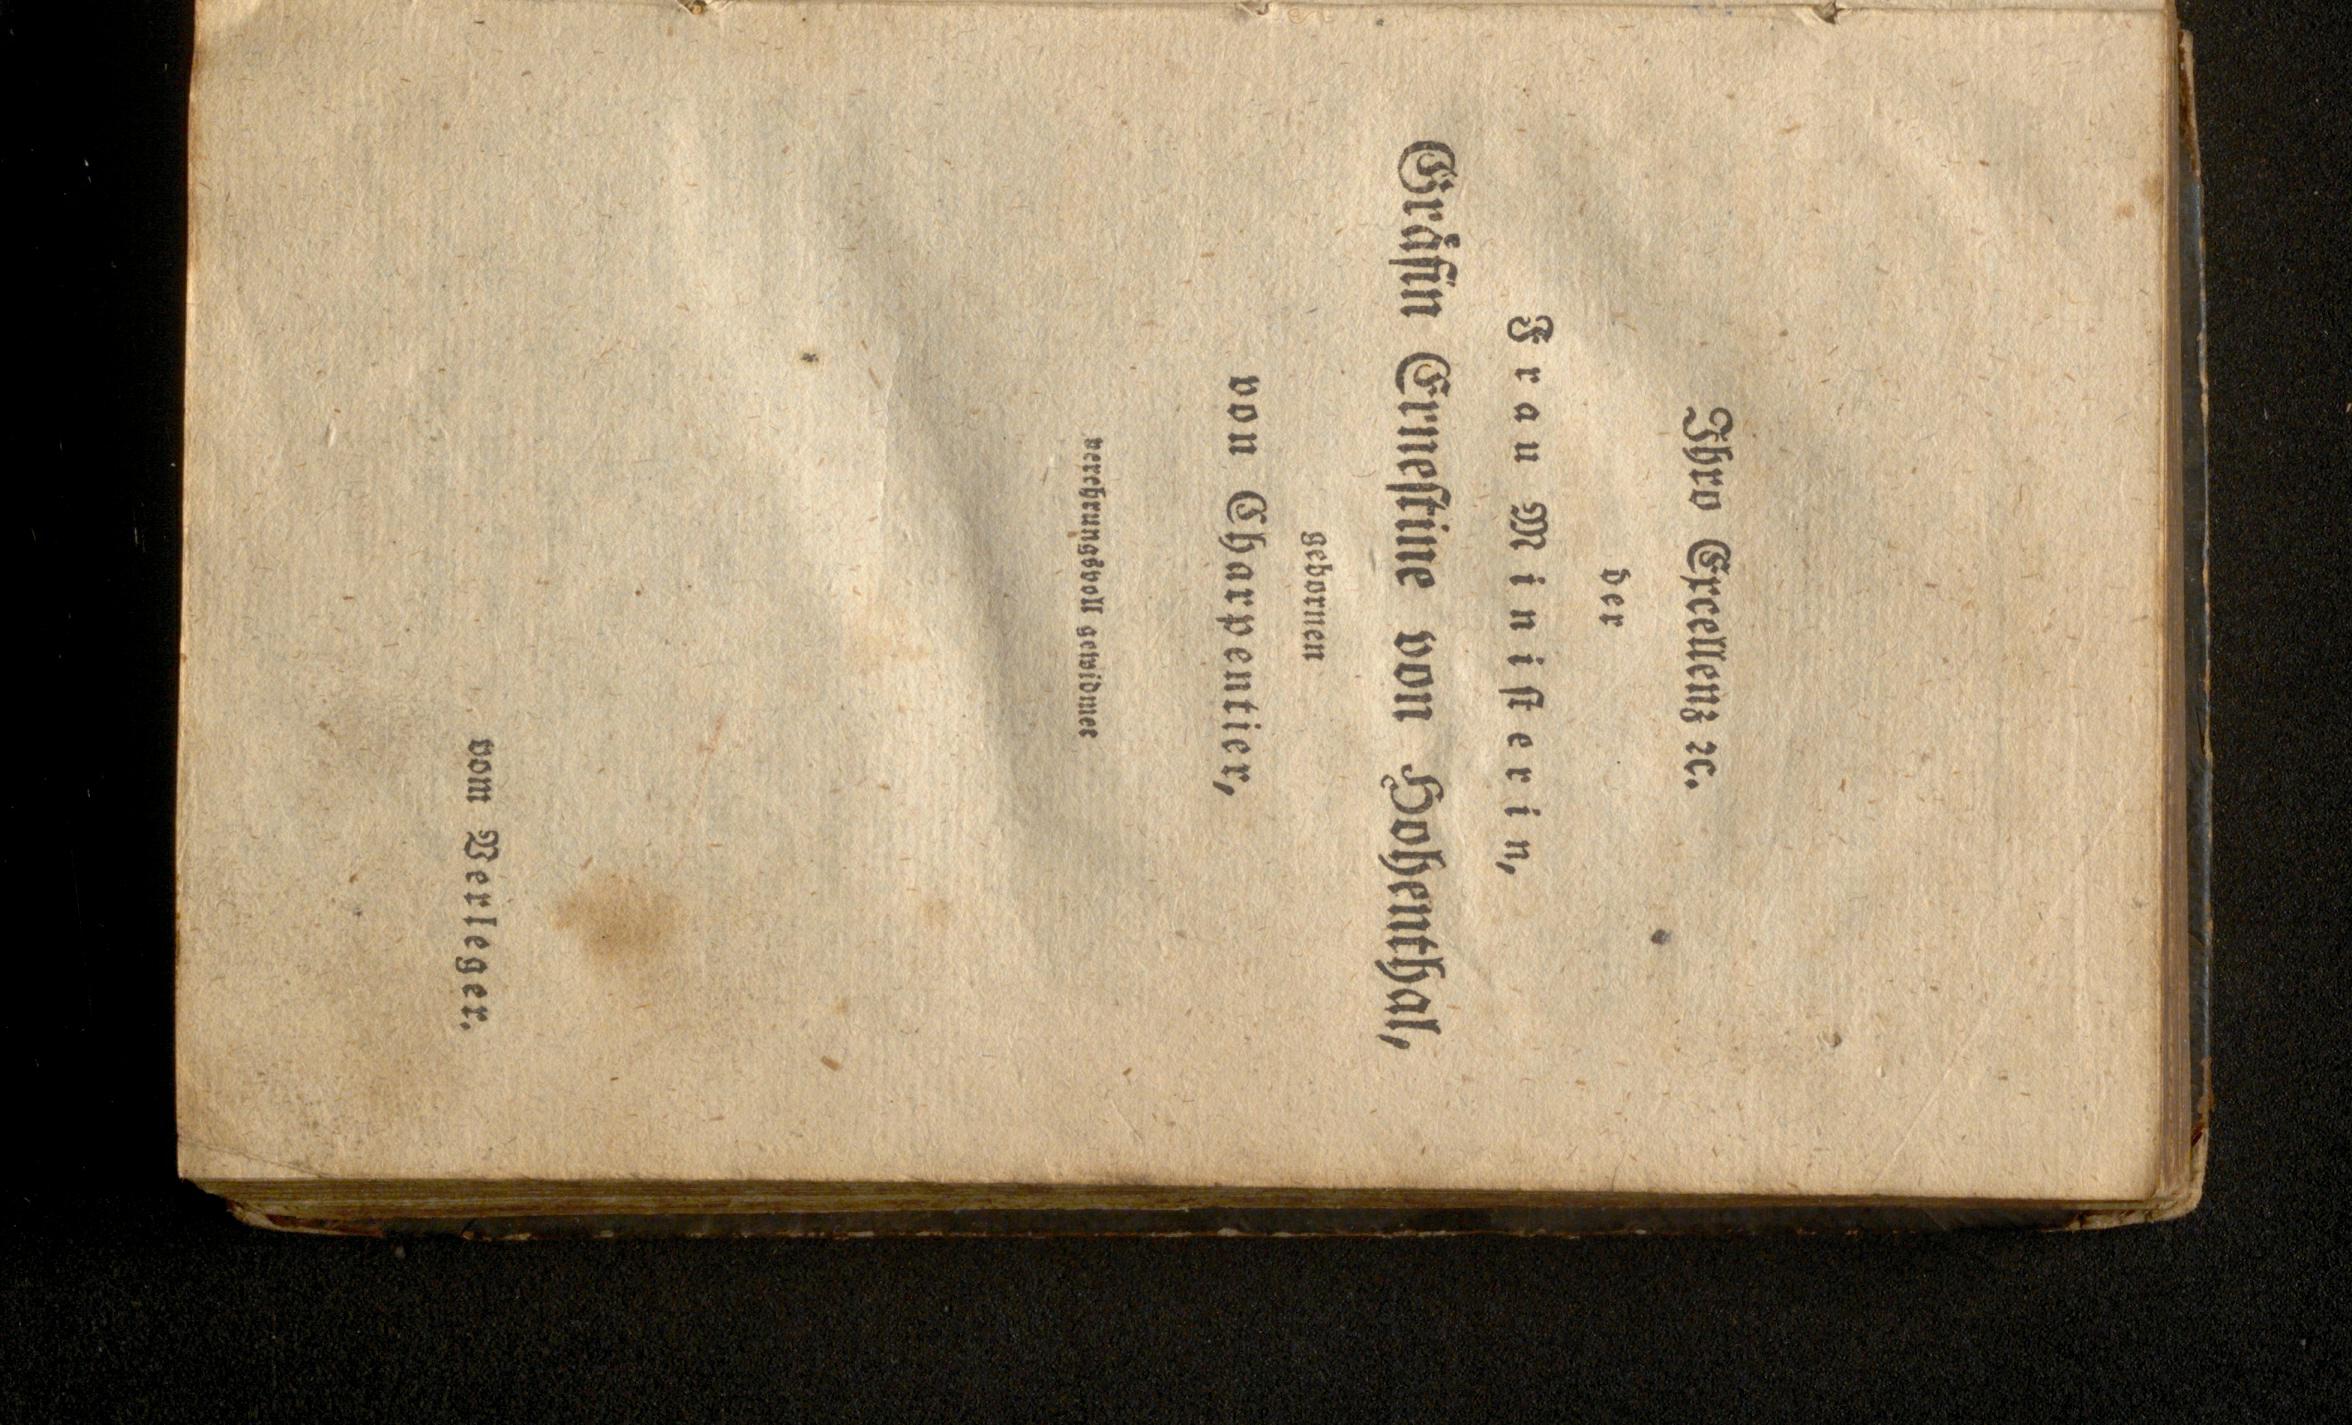 Ihro Excellenz ꝛc.
der
Frau Miniſterin,
Gräfin Erneſtine von Hohenthal,
gebornen
von Charpentier,
verehrungsvoll gewidmet
vom Verleger.